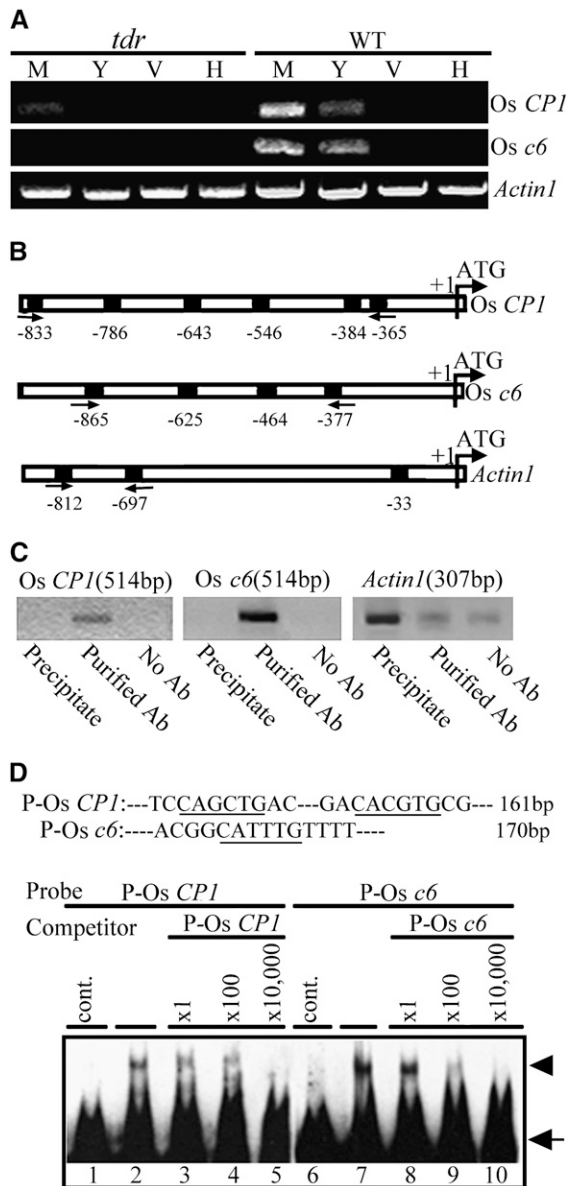 A
tdr WT
M Y V H M Y V H
Os CP1
Os c6
Actin1
B
+1 ATG
Os CP1
-833 -786 -643 -546 -384 -365
+1 ATG
Os c6
-865 -625 -464 -377
+1 ATG
Actin1
-812 -697 -33
C
Os CP1(514bp) Os c6(514bp) Actin1(307bp)
Precipitate Purified Ab No Ab Precipitate Purified Ab No Ab Precipitate Purified Ab No Ab
D
P-Os CP1:---TCCAGCTGAC---GACACGTGCG--- 161bp
P-Os c6:----ACGGCATTTGTTTT---- 170bp
Probe P-Os CP1 P-Os c6
Competitor P-Os CP1 P-Os c6
cont. x1 x100 x10,000 cont. x1 x100 x10,000
1 2 3 4 5 6 7 8 9 10